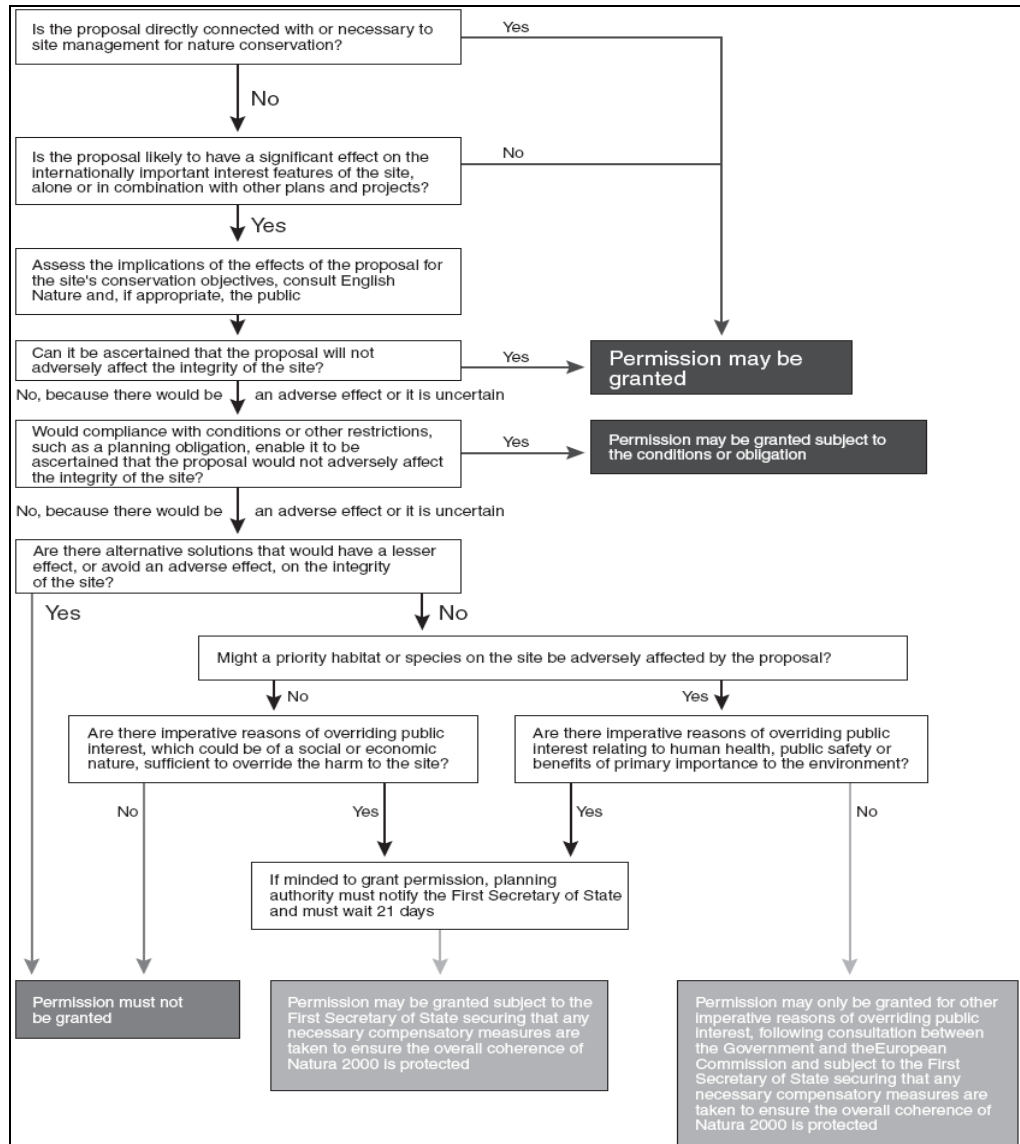 Is the proposal directly connected with or necessary to
site management for nature conservation?
Yes
No
Is the proposal likely to have a significant effect on the
internationally important interest features of the site,
alone or in combination with other plans and projects?
No
Yes
Assess the implications of the effects of the proposal for
the site's conservation objectives, consult English
Nature and, if appropriate, the public
Can it be ascertained that the proposal will not
adversely affect the integrity of the site?
Yes
Permission may be
granted
No, because there would be an adverse effect or it is uncertain
Would compliance with conditions or other restrictions,
such as a planning obligation, enable it to be
ascertained that the proposal would not adversely affect
the integrity of the site?
Yes
Permission may be granted subject to
the conditions or obligation
No, because there would be an adverse effect or it is uncertain
Are there alternative solutions that would have a lesser
effect, or avoid an adverse effect, on the integrity
of the site?
Yes
No
Might a priority habitat or species on the site be adversely affected by the proposal?
No
Yes
Are there imperative reasons of overriding public
interest, which could be of a social or economic
nature, sufficient to override the harm to the site?
Are there imperative reasons of overriding public
interest relating to human health, public safety or
benefits of primary importance to the environment?
No
Yes
Yes
No
If minded to grant permission, planning
authority must notify the First Secretary of State
and must wait 21 days
Permission must not
be granted
Permission may be granted subject to the
First Secretary of State securing that any
necessary compensatory measures are
taken to ensure the overall coherence of
Natura 2000 is protected
Permission may only be granted for other
imperative reasons of overriding public
interest, following consultation between
the Government and theEuropean
Commission and subject to the First
Secretary of State securing that any
necessary compensatory measures are
taken to ensure the overall coherence of
Natura 2000 is protected